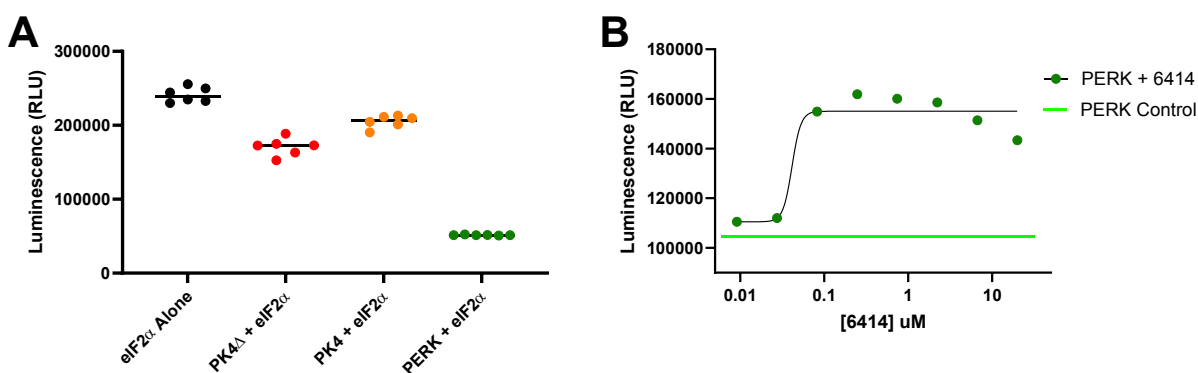 A
300000
200000
100000
0
Luminescence (RLU)
eIF2α Alone
PK4Δ + eIF2α
PK4 + eIF2α
PERK + eIF2α
B
180000
160000
140000
120000
100000
Luminescence (RLU)
0.01
0.1
1
10
[6414] uM
PERK + 6414
PERK Control